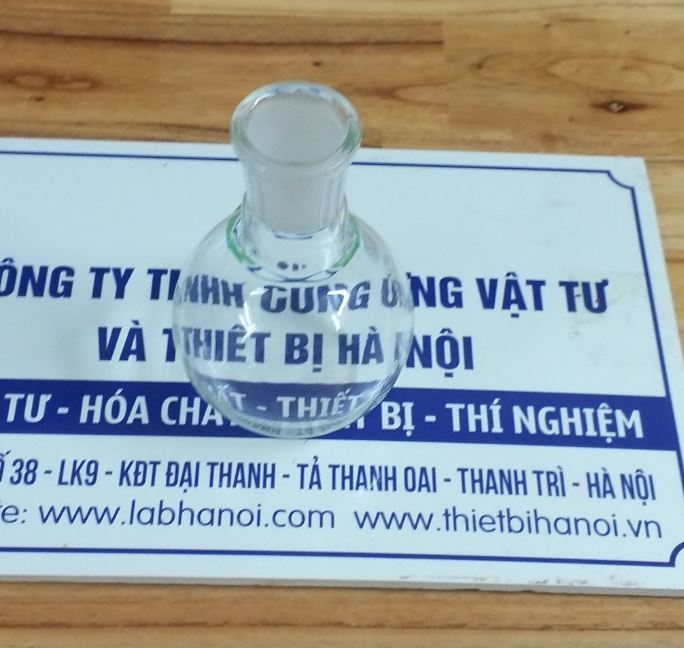 ÔNG TY TNHH CUNG ỨNG VẬT TƯ
VÀ THIẾT BỊ HÀ NỘI
TƯ - HÓA CHẤT - THIẾT BỊ - THÍ NGHIỆM
Ố 38 - LK9 - KĐT ĐẠI THANH - TẢ THANH OAI - THANH TRÌ - HÀ NỘI
te: www.labhanoi.com www.thietbihanoi.vn